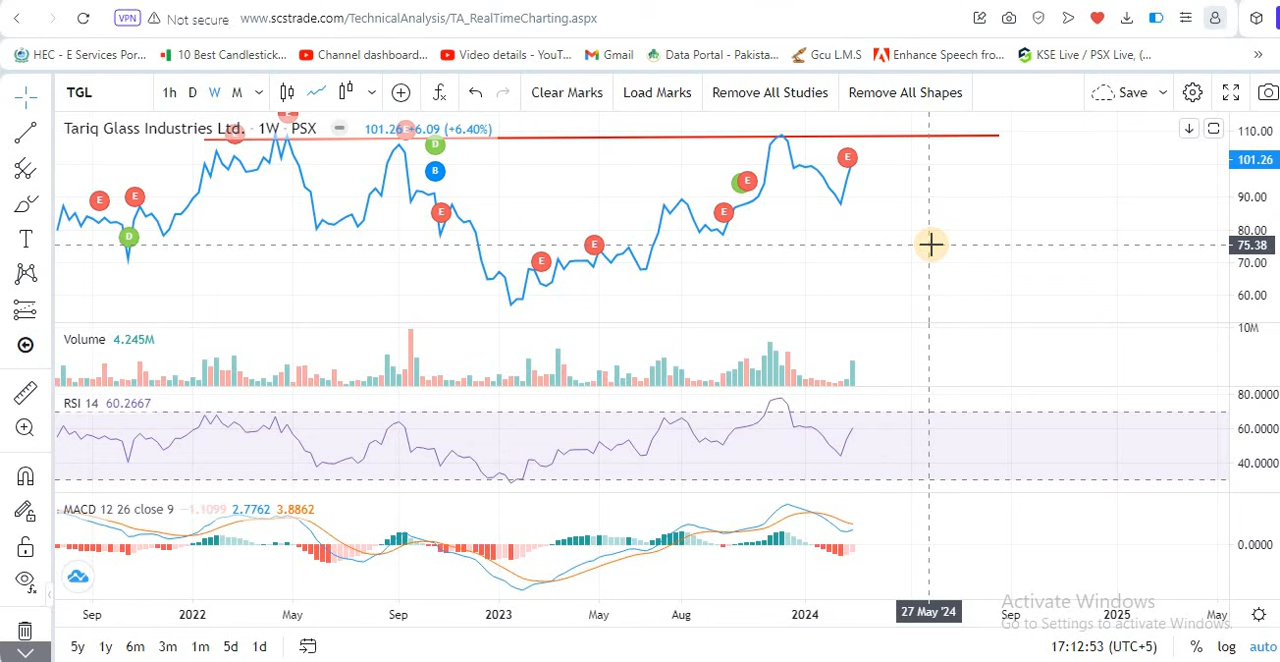 VPN Not secure www.scstrade.com/TechnicalAnalysis/TA_RealTimeCharting.aspx
HEC - E Services Por... 10 Best Candlestick... Channel dashboard... Video details - YouT... Gmail Data Portal - Pakista... Gcu L.M.S Enhance Speech fro... KSE Live / PSX Live, (... »
TGL 1h D W M Clear Marks Load Marks Remove All Studies Remove All Shapes Save
Tariq Glass Industries Ltd. · 1W · PSX 101.26 +6.09 (+6.40%)
110.00
101.26
90.00
80.00
75.38
70.00
60.00
E E D E E D B E E E E E E
Volume 4.245M
10M
RSI 14 60.2667
80.0000
60.0000
40.0000
MACD 12 26 close 9 −1.1099 2.7762 3.8862
0.0000
Sep 2022 May Sep 2023 May Aug 2024 27 May '24 Sep 2025 May
Activate Windows
Go to Settings to activate Windows.
5y 1y 6m 3m 1m 5d 1d 17:12:53 (UTC+5) % log auto